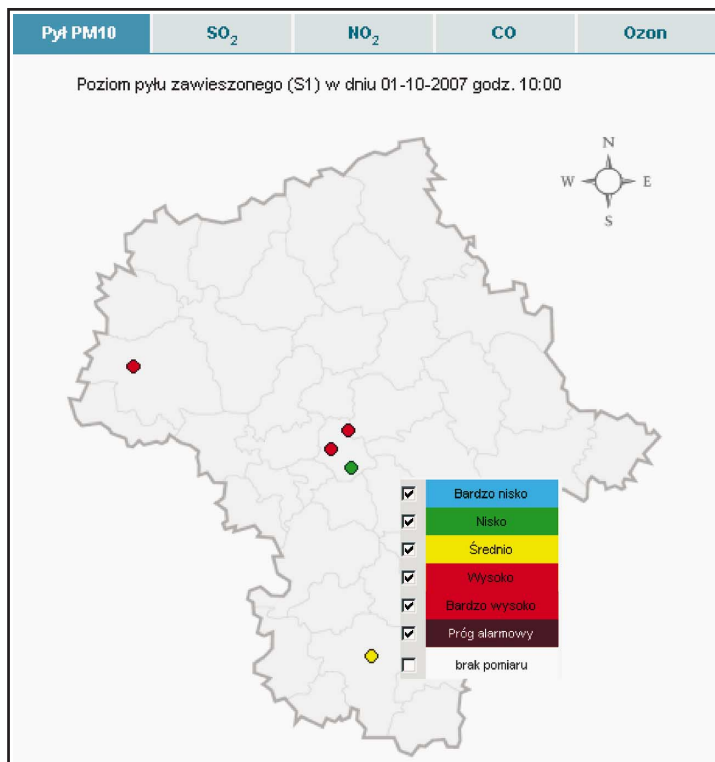 Pył PM10 SO2 NO2 CO Ozon
Poziom pyłu zawieszonego (S1) w dniu 01-10-2007 godz. 10:00
N
W E
S
Bardzo nisko
Nisko
Średnio
Wysoko
Bardzo wysoko
Próg alarmowy
brak pomiaru